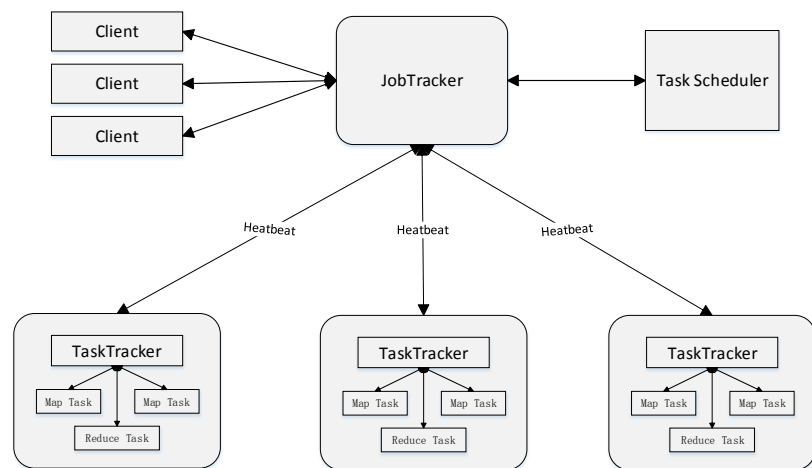 Client
Client
Client
JobTracker
Task Scheduler
Heatbeat
Heatbeat
Heatbeat
TaskTracker
Map Task
Map Task
Reduce Task
TaskTracker
Map Task
Map Task
Reduce Task
TaskTracker
Map Task
Map Task
Reduce Task